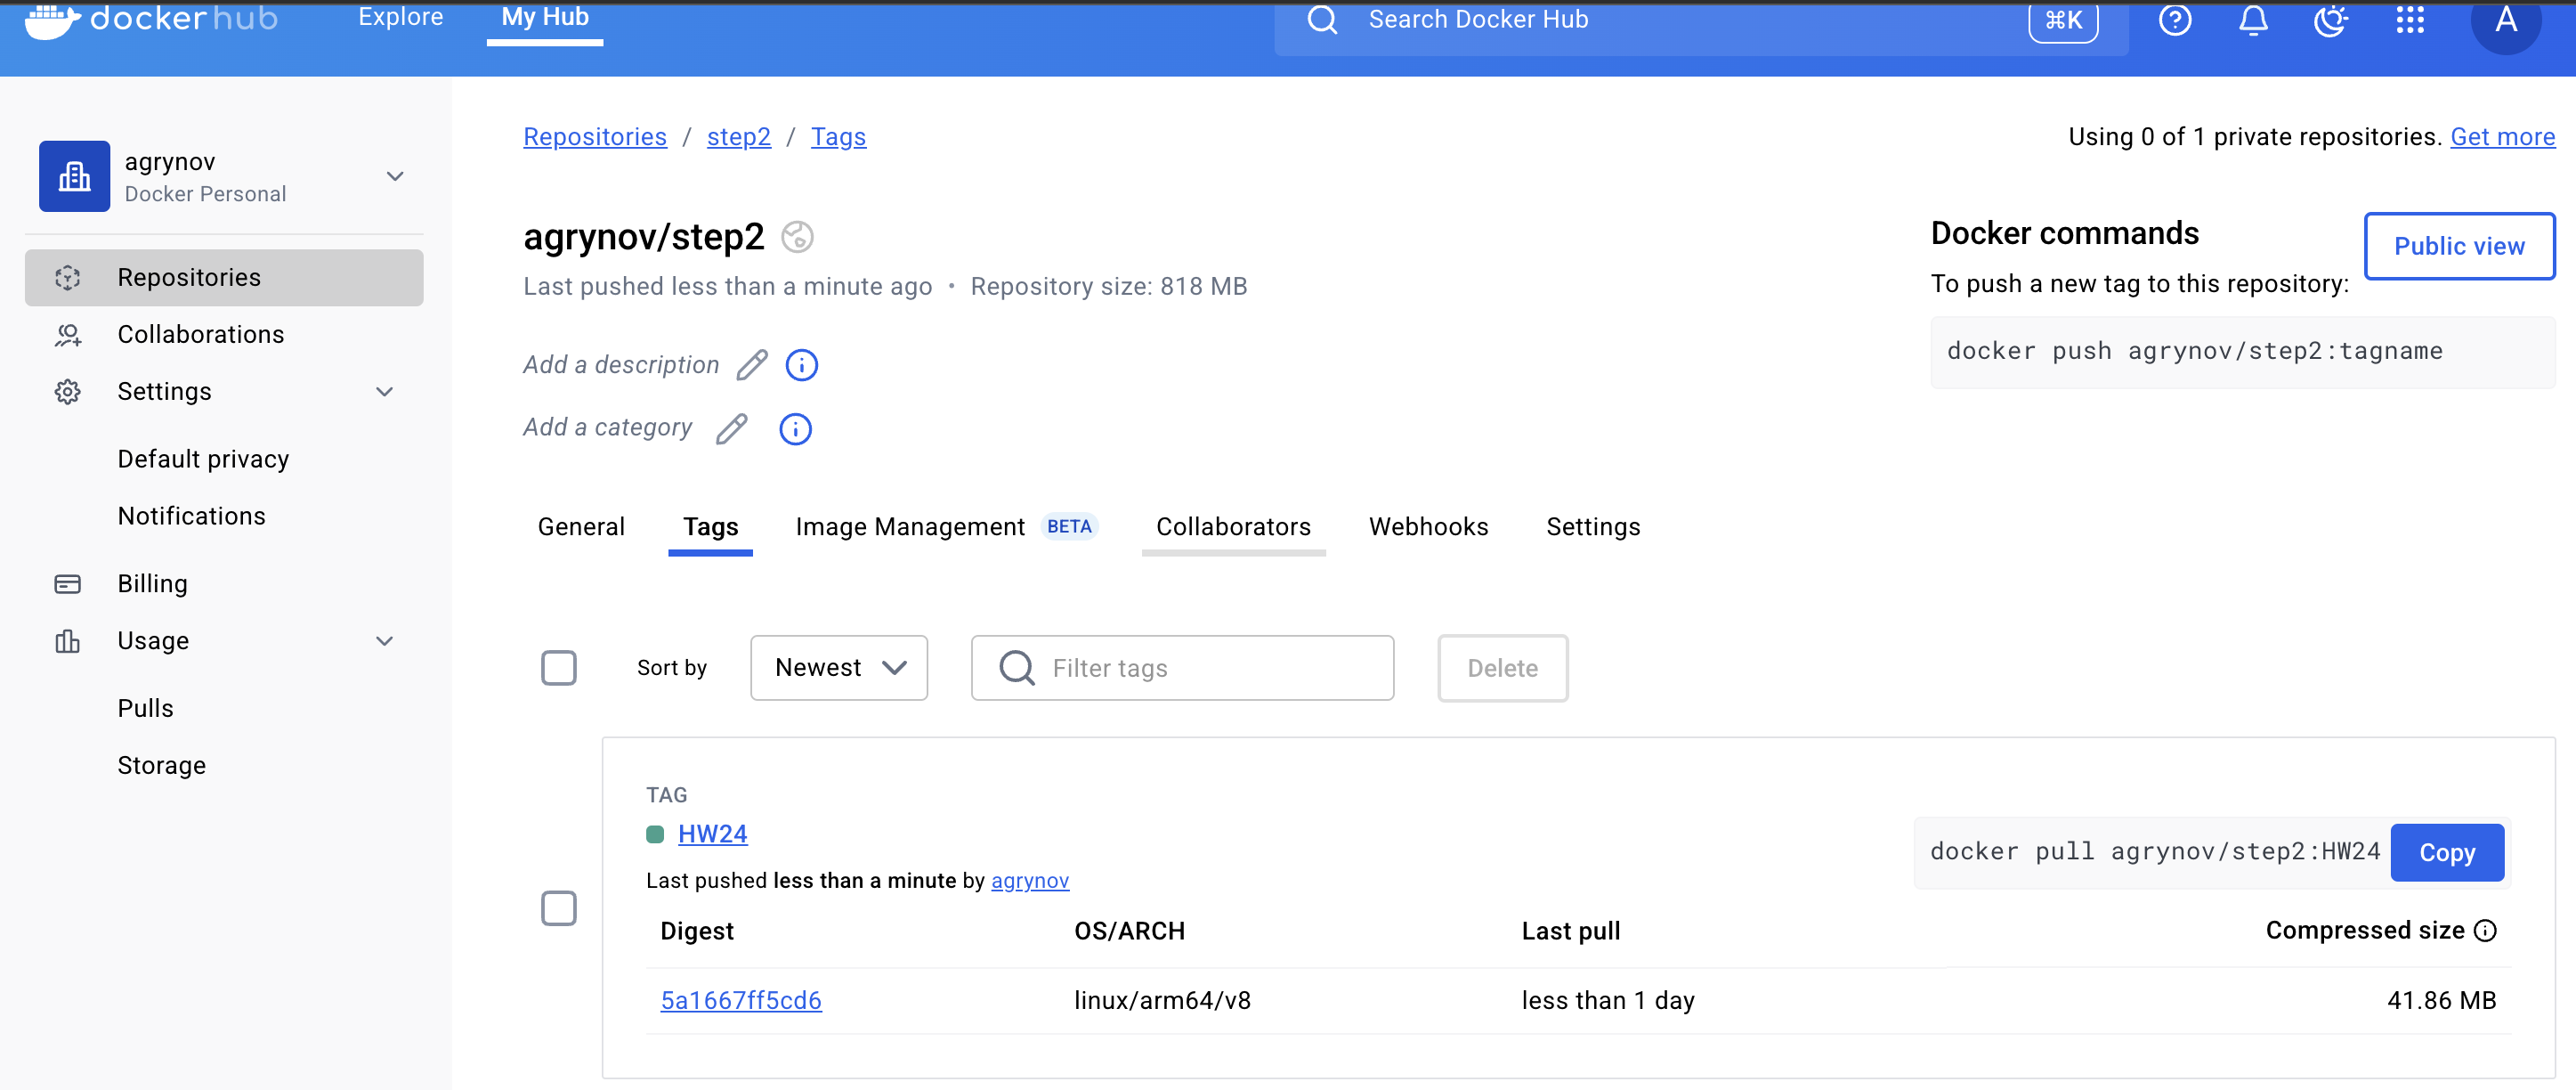 dockerhub
Explore
My Hub
Search Docker Hub
⌘K
A
agrynov
Docker Personal
Repositories
Collaborations
Settings
Default privacy
Notifications
Billing
Usage
Pulls
Storage
Repositories / step2 / Tags
Using 0 of 1 private repositories. Get more
agrynov/step2
Last pushed less than a minute ago • Repository size: 818 MB
Add a description
Add a category
Docker commands
Public view
To push a new tag to this repository:
docker push agrynov/step2:tagname
General
Tags
Image Management BETA
Collaborators
Webhooks
Settings
Sort by
Newest
Filter tags
Delete
TAG
HW24
Last pushed less than a minute by agrynov
docker pull agrynov/step2:HW24
Copy
Digest OS/ARCH Last pull Compressed size
5a1667ff5cd6 linux/arm64/v8 less than 1 day 41.86 MB